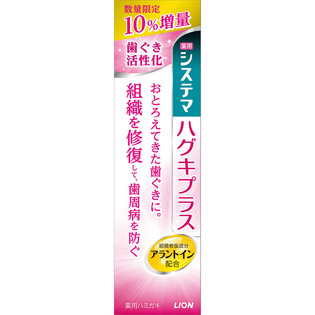 数量限定
10%増量
歯ぐき
活性化
薬用
システマ
ハグキプラス
おとろえてきた歯ぐきに。
組織を修復して、歯周病を防ぐ
組織修復成分
アラントイン
配合
薬用ハミガキ
LION